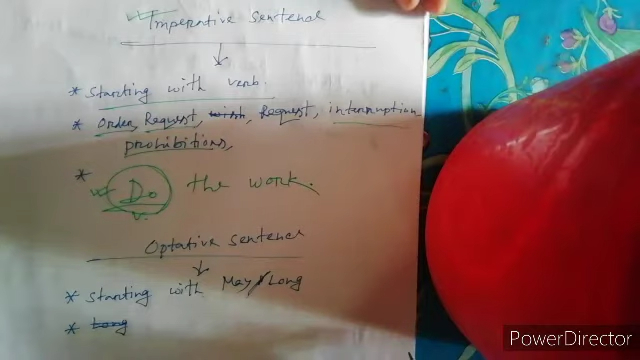 Imperative Sentence
* Starting with verb.
* Order, Request, wish, Request, interruption
prohibitions,
* Do the work.
v.
Optative Sentence
* Starting with May/Long
* Long
PowerDirector